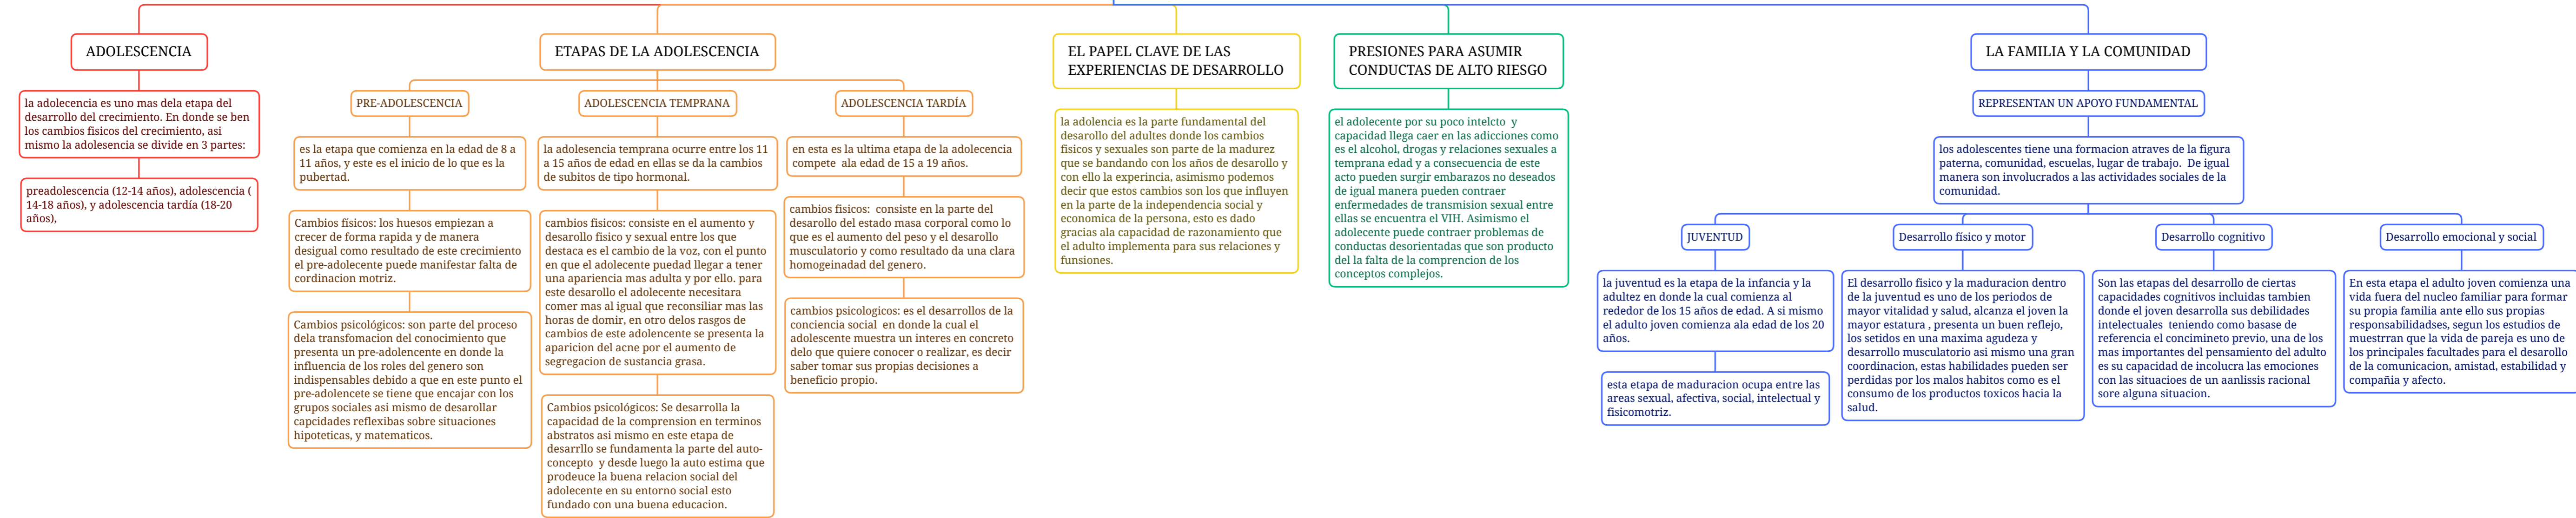 ADOLESCENCIA
la adolecencia es uno mas dela etapa del
desarrollo del crecimiento. En donde se ben
los cambios fisicos del crecimiento, asi
mismo la adolesencia se divide en 3 partes:
preadolescencia (12-14 años), adolescencia (
14-18 años), y adolescencia tardía (18-20
años),
ETAPAS DE LA ADOLESCENCIA
PRE-ADOLESCENCIA
es la etapa que comienza en la edad de 8 a
11 años, y este es el inicio de lo que es la
pubertad.
Cambios físicos: los huesos empiezan a
crecer de forma rapida y de manera
desigual como resultado de este crecimiento
el pre-adolecente puede manifestar falta de
cordinacion motriz.
Cambios psicológicos: son parte del proceso
dela transfomacion del conocimiento que
presenta un pre-adolencente en donde la
influencia de los roles del genero son
indispensables debido a que en este punto el
pre-adolencete se tiene que encajar con los
grupos sociales asi mismo de desarollar
capcidades reflexibas sobre situaciones
hipoteticas, y matematicos.
ADOLESCENCIA TEMPRANA
la adolesencia temprana ocurre entre los 11
a 15 años de edad en ellas se da la cambios
de subitos de tipo hormonal.
cambios fisicos: consiste en el aumento y
desarollo fisico y sexual entre los que
destaca es el cambio de la voz, con el punto
en que el adolecente puedad llegar a tener
una apariencia mas adulta y por ello. para
este desarollo el adolecente necesitara
comer mas al igual que reconsiliar mas las
horas de domir, en otro delos rasgos de
cambios de este adolencente se presenta la
aparicion del acne por el aumento de
segregacion de sustancia grasa.
Cambios psicológicos: Se desarrolla la
capacidad de la comprension en terminos
abstratos asi mismo en este etapa de
desarrllo se fundamenta la parte del auto-
concepto  y desde luego la auto estima que
prodeuce la buena relacion social del
adolecente en su entorno social esto
fundado con una buena educacion.
ADOLESCENCIA TARDÍA
en esta es la ultima etapa de la adolecencia
compete  ala edad de 15 a 19 años.
cambios fisicos:  consiste en la parte del
desarollo del estado masa corporal como lo
que es el aumento del peso y el desarollo
musculatorio y como resultado da una clara
homogeinadad del genero.
cambios psicologicos: es el desarrollos de la
conciencia social  en donde la cual el
adolescente muestra un interes en concreto
delo que quiere conocer o realizar, es decir
saber tomar sus propias decisiones a
beneficio propio.
EL PAPEL CLAVE DE LAS
EXPERIENCIAS DE DESARROLLO
la adolencia es la parte fundamental del
desarollo del adultes donde los cambios
fisicos y sexuales son parte de la madurez
que se bandando con los años de desarollo y
con ello la experincia, asimismo podemos
decir que estos cambios son los que influyen
en la parte de la independencia social y
economica de la persona, esto es dado
gracias ala capacidad de razonamiento que
el adulto implementa para sus relaciones y
funsiones.
PRESIONES PARA ASUMIR
CONDUCTAS DE ALTO RIESGO
el adolecente por su poco intelcto  y
capacidad llega caer en las adicciones como
es el alcohol, drogas y relaciones sexuales a
temprana edad y a consecuencia de este
acto pueden surgir embarazos no deseados
de igual manera pueden contraer
enfermedades de transmision sexual entre
ellas se encuentra el VIH. Asimismo el
adolecente puede contraer problemas de
conductas desorientadas que son producto
del la falta de la comprencion de los
conceptos complejos.
LA FAMILIA Y LA COMUNIDAD
REPRESENTAN UN APOYO FUNDAMENTAL
los adolescentes tiene una formacion atraves de la figura
paterna, comunidad, escuelas, lugar de trabajo.  De igual
manera son involucrados a las actividades sociales de la
comunidad.
JUVENTUD
la juventud es la etapa de la infancia y la
adultez en donde la cual comienza al
rededor de los 15 años de edad. A si mismo
el adulto joven comienza ala edad de los 20
años.
esta etapa de maduracion ocupa entre las
areas sexual, afectiva, social, intelectual y
fisicomotriz.
Desarrollo físico y motor
El desarrollo fisico y la maduracion dentro
de la juventud es uno de los periodos de
mayor vitalidad y salud, alcanza el joven la
mayor estatura , presenta un buen reflejo,
los setidos en una maxima agudeza y
desarrollo musculatorio asi mismo una gran
coordinacion, estas habilidades pueden ser
perdidas por los malos habitos como es el
consumo de los productos toxicos hacia la
salud.
Desarrollo cognitivo
Son las etapas del desarrollo de ciertas
capacidades cognitivos incluidas tambien
donde el joven desarrolla sus debilidades
intelectuales  teniendo como basase de
referencia el concimineto previo, una de los
mas importantes del pensamiento del adulto
es su capacidad de incolucra las emociones
con las situacioes de un aanlissis racional
sore alguna situacion.
Desarrollo emocional y social
En esta etapa el adulto joven comienza una
vida fuera del nucleo familiar para formar
su propia familia ante ello sus propias
responsabilidadses, segun los estudios de
muestrran que la vida de pareja es uno de
los principales facultades para el desarollo
de la comunicacion, amistad, estabilidad y
compañia y afecto.